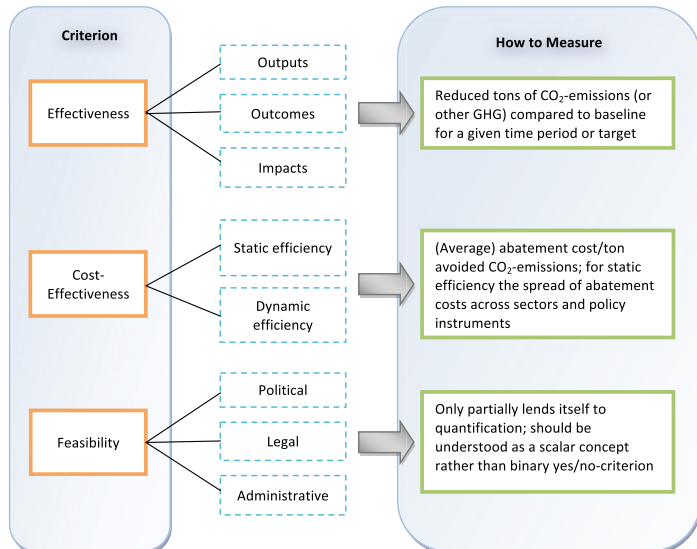 Criterion
How to Measure
Effectiveness
Outputs
Outcomes
Impacts
Reduced tons of CO₂-emissions (or
other GHG) compared to baseline
for a given time period or target
Cost-
Effectiveness
Static efficiency
Dynamic
efficiency
(Average) abatement cost/ton
avoided CO₂-emissions; for static
efficiency the spread of abatement
costs across sectors and policy
instruments
Feasibility
Political
Legal
Administrative
Only partially lends itself to
quantification; should be
understood as a scalar concept
rather than binary yes/no-criterion